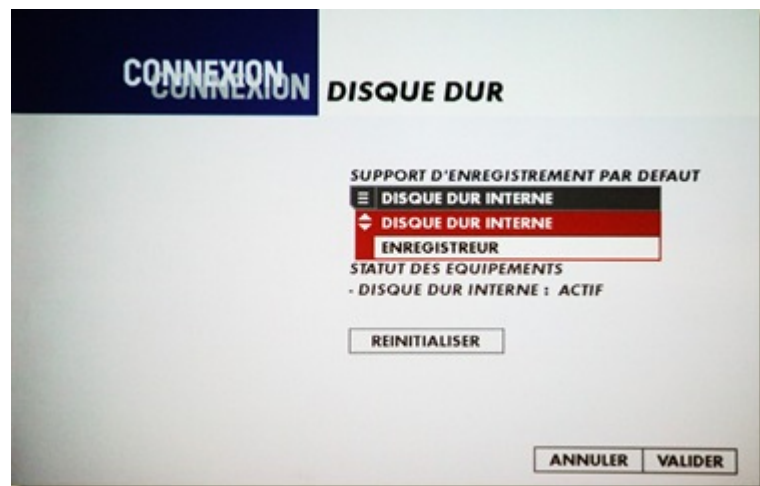 CONNEXION
CONNEXION
DISQUE DUR
SUPPORT D'ENREGISTREMENT PAR DEFAUT
DISQUE DUR INTERNE
DISQUE DUR INTERNE
ENREGISTREUR
STATUT DES EQUIPEMENTS
- DISQUE DUR INTERNE : ACTIF
REINITIALISER
ANNULER VALIDER